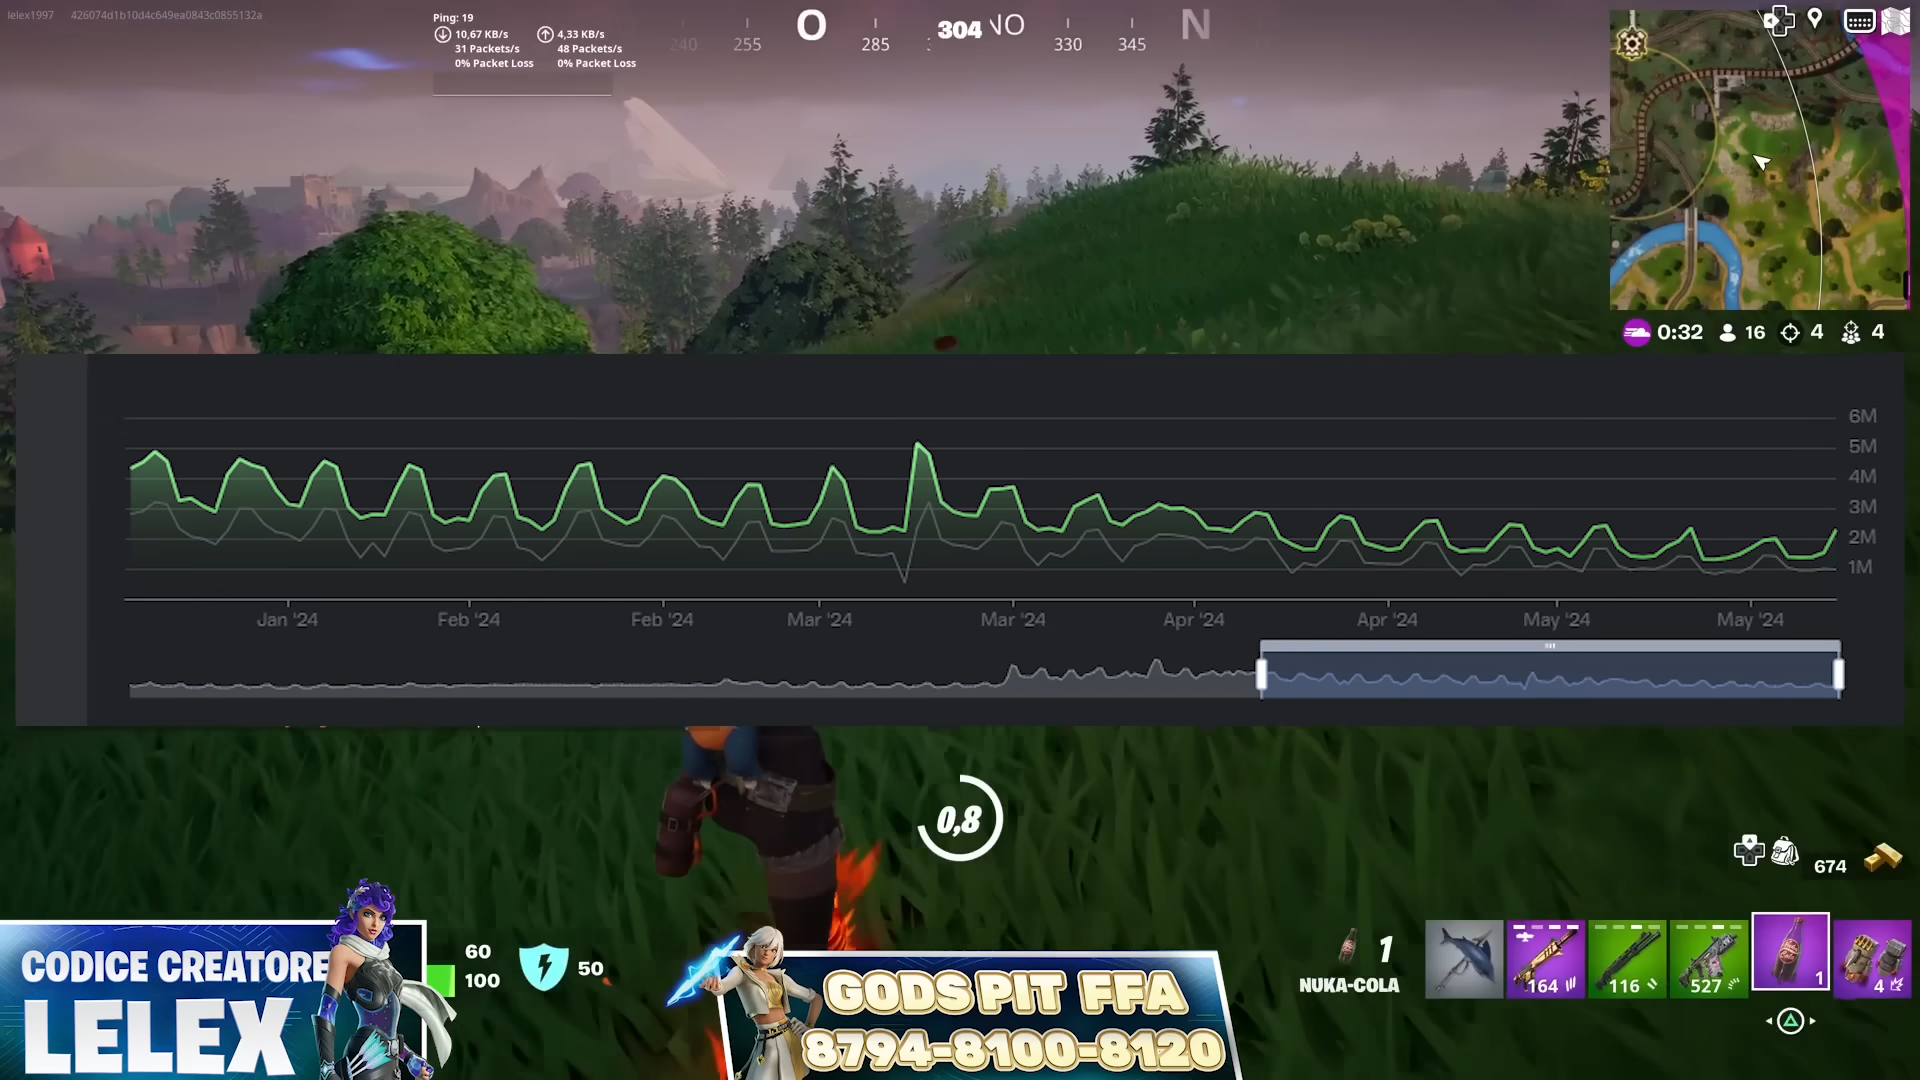 lelex1997 426074d1b10d4c649ea0843c0855132a
Ping: 19
10,67 KB/s 4,33 KB/s
31 Packets/s 48 Packets/s
0% Packet Loss 0% Packet Loss
240 255 O 285 304 NO 330 345 N
0:32 16 4 4
6M
5M
4M
3M
2M
1M
Jan '24 Feb '24 Feb '24 Mar '24 Mar '24 Apr '24 Apr '24 May '24 May '24
0,8
674
CODICE CREATORE
LELEX
60
100
50
GODS PIT FFA
8794-8100-8120
1
NUKA-COLA
164 116 527 1 4